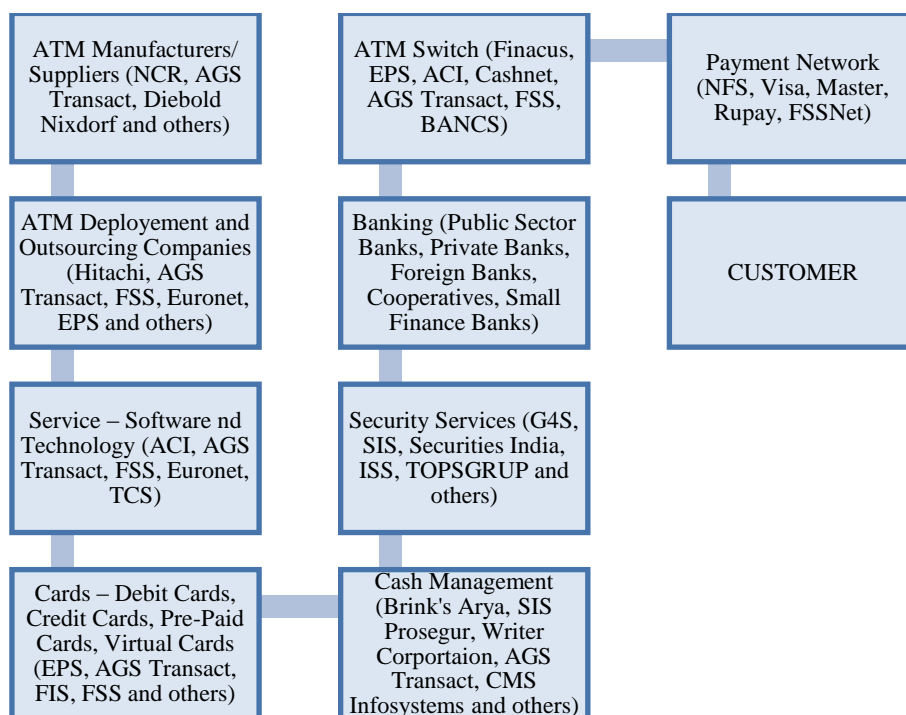 ATM Manufacturers/
Suppliers (NCR, AGS
Transact, Diebold
Nixdorf and others)
ATM Deployement and
Outsourcing Companies
(Hitachi, AGS
Transact, FSS, Euronet,
EPS and others)
Service – Software nd
Technology (ACI, AGS
Transact, FSS, Euronet,
TCS)
Cards – Debit Cards,
Credit Cards, Pre-Paid
Cards, Virtual Cards
(EPS, AGS Transact,
FIS, FSS and others)
Cash Management
(Brink's Arya, SIS
Prosegur, Writer
Corportaion, AGS
Transact, CMS
Infosystems and others)
Security Services (G4S,
SIS, Securities India,
ISS, TOPSGRUP and
others)
Banking (Public Sector
Banks, Private Banks,
Foreign Banks,
Cooperatives, Small
Finance Banks)
ATM Switch (Finacus,
EPS, ACI, Cashnet,
AGS Transact, FSS,
BANCS)
Payment Network
(NFS, Visa, Master,
Rupay, FSSNet)
CUSTOMER